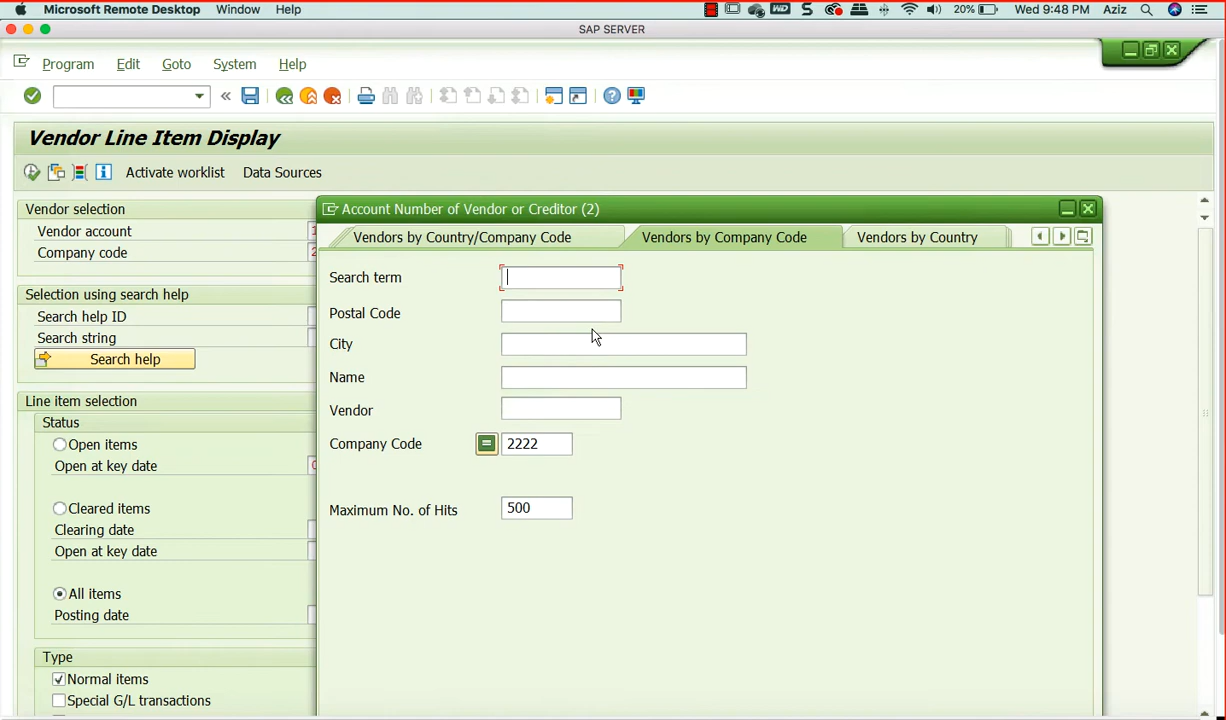 Microsoft Remote Desktop Window Help 20% Wed 9:48 PM Aziz
SAP SERVER
Program Edit Goto System Help
Vendor Line Item Display
Activate worklist Data Sources
Vendor selection
Vendor account 1
Company code 2
Selection using search help
Search help ID
Search string
Search help
Line item selection
Status
Open items
Open at key date 0
Cleared items
Clearing date
Open at key date
All items
Posting date
Type
Normal items
Special G/L transactions
Account Number of Vendor or Creditor (2)
Vendors by Country/Company Code Vendors by Company Code Vendors by Country
Search term
Postal Code
City
Name
Vendor
Company Code 2222
Maximum No. of Hits 500